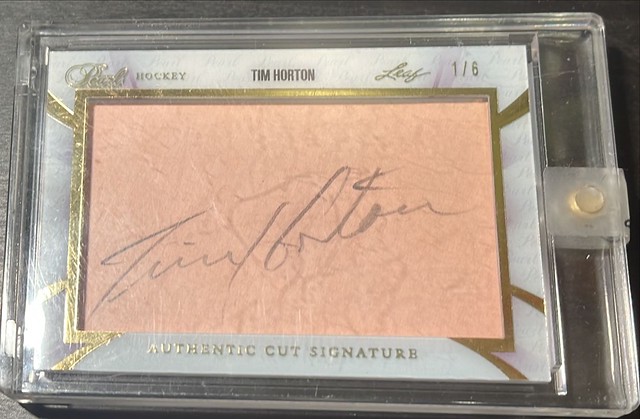 Pearl HOCKEY TIM HORTON Leaf 1/6
Tim Horton
AUTHENTIC CUT SIGNATURE